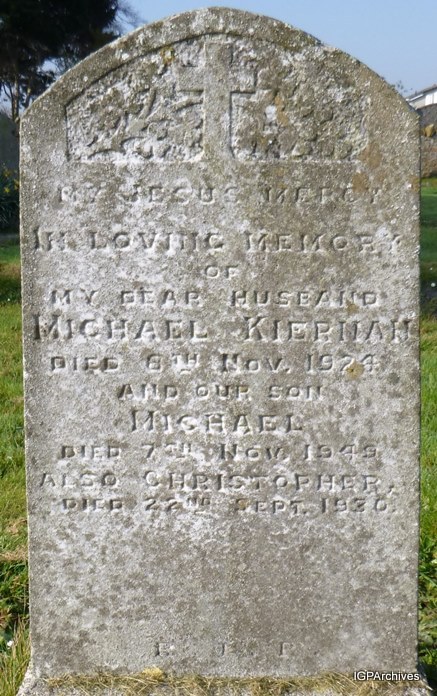 MY JESUS MERCY
IN LOVING MEMORY
OF
MY DEAR HUSBAND
MICHAEL KIERNAN
DIED 6TH NOV. 1924
AND OUR SON
MICHAEL
DIED 7TH NOV. 1949
ALSO CHRISTOPHER,
DIED 22ND SEPT. 1930.
R I P
IGPArchives